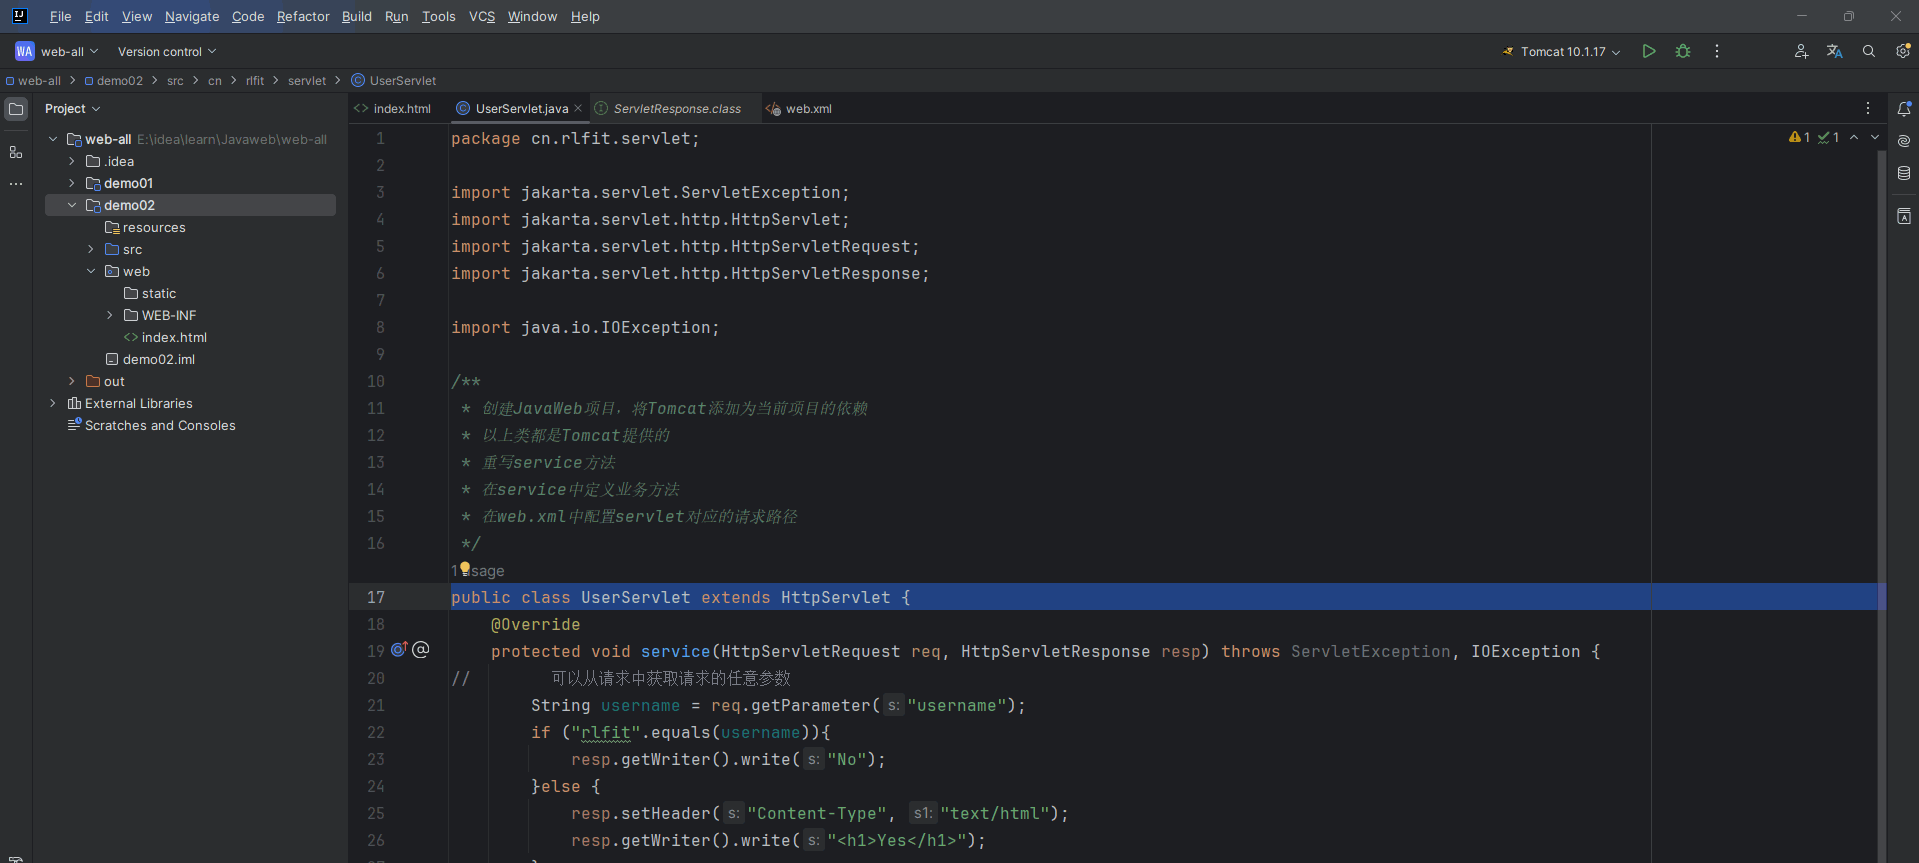 File Edit View Navigate Code Refactor Build Run Tools VCS Window Help
WA web-all Version control Tomcat 10.1.17
web-all > demo02 > src > cn > rlfit > servlet > UserServlet
Project
index.html UserServlet.java ServletResponse.class web.xml
web-all E:\idea\learn\Javaweb\web-all
.idea
demo01
demo02
resources
src
web
static
WEB-INF
index.html
demo02.iml
out
External Libraries
Scratches and Consoles
1 1
1 package cn.rlfit.servlet;
2
3 import jakarta.servlet.ServletException;
4 import jakarta.servlet.http.HttpServlet;
5 import jakarta.servlet.http.HttpServletRequest;
6 import jakarta.servlet.http.HttpServletResponse;
7
8 import java.io.IOException;
9
10 /**
11 * 创建JavaWeb项目，将Tomcat添加为当前项目的依赖
12 * 以上类都是Tomcat提供的
13 * 重写service方法
14 * 在service中定义业务方法
15 * 在web.xml中配置servlet对应的请求路径
16 */
1 usage
17 public class UserServlet extends HttpServlet {
18 @Override
19 protected void service(HttpServletRequest req, HttpServletResponse resp) throws ServletException, IOException {
20 // 可以从请求中获取请求的任意参数
21 String username = req.getParameter( s: "username");
22 if ("rlfit".equals(username)){
23 resp.getWriter().write( s: "No");
24 }else {
25 resp.setHeader( s: "Content-Type", s1: "text/html");
26 resp.getWriter().write( s: "<h1>Yes</h1>");